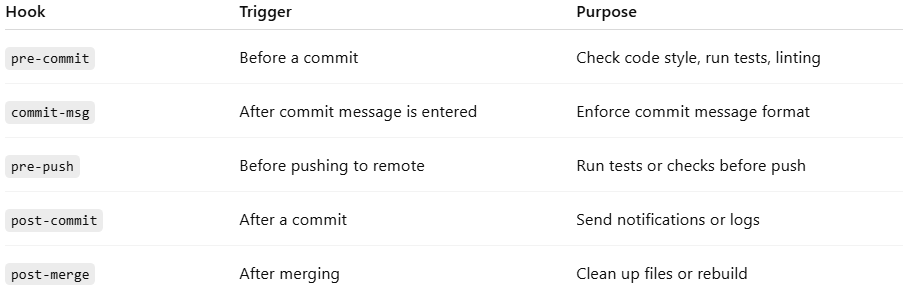 Hook Trigger Purpose
pre-commit Before a commit Check code style, run tests, linting
commit-msg After commit message is entered Enforce commit message format
pre-push Before pushing to remote Run tests or checks before push
post-commit After a commit Send notifications or logs
post-merge After merging Clean up files or rebuild